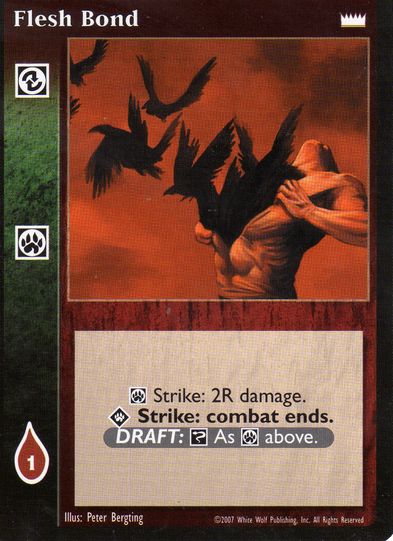 Flesh Bond
Strike: 2R damage.
Strike: combat ends.
DRAFT: As above.
1
Illus: Peter Bergting
©2007 White Wolf Publishing, Inc. All Rights Reserved